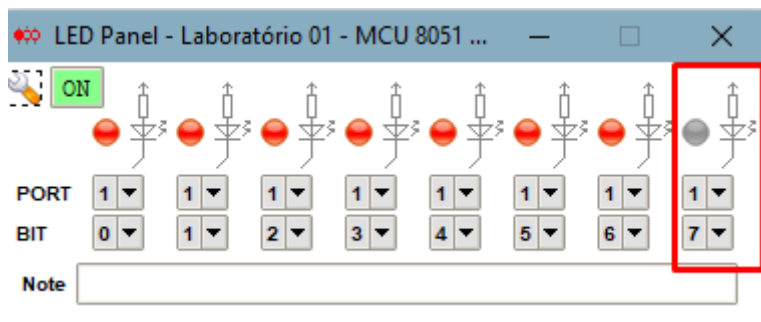 LED Panel - Laboratório 01 - MCU 8051 ...
ON
PORT 1 1 1 1 1 1 1 1
BIT 0 1 2 3 4 5 6 7
Note